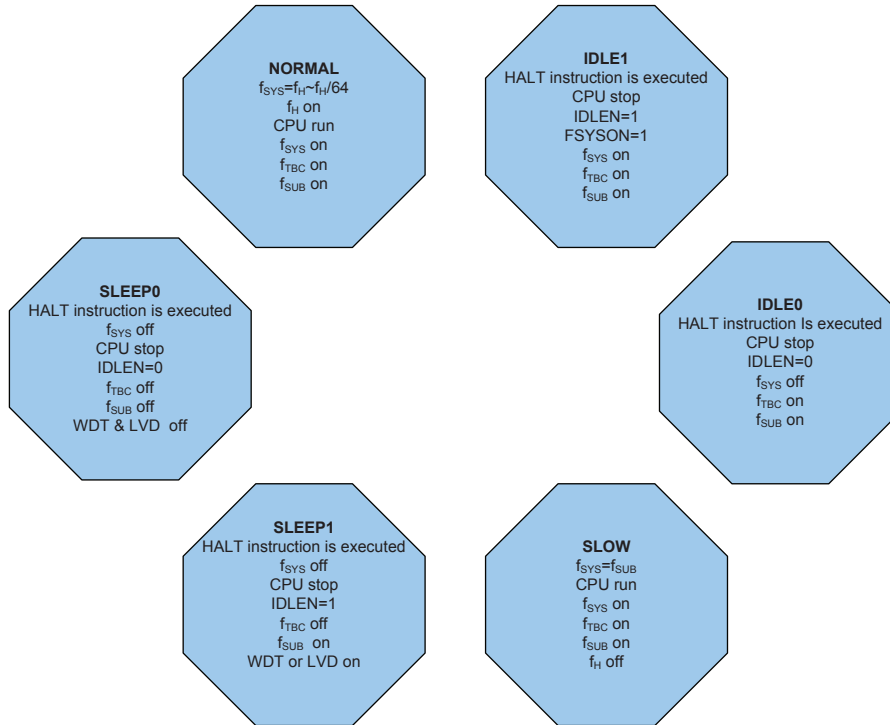 NORMAL
fSYS=fH~fH/64
fH on
CPU run
fSYS on
fTBC on
fSUB on
IDLE1
HALT instruction is executed
CPU stop
IDLEN=1
FSYSON=1
fSYS on
fTBC on
fSUB on
SLEEP0
HALT instruction is executed
fSYS off
CPU stop
IDLEN=0
fTBC off
fSUB off
WDT & LVD off
IDLE0
HALT instruction Is executed
CPU stop
IDLEN=0
fSYS off
fTBC on
fSUB on
SLEEP1
HALT instruction is executed
fSYS off
CPU stop
IDLEN=1
fTBC off
fSUB on
WDT or LVD on
SLOW
fSYS=fSUB
CPU run
fSYS on
fTBC on
fSUB on
fH off